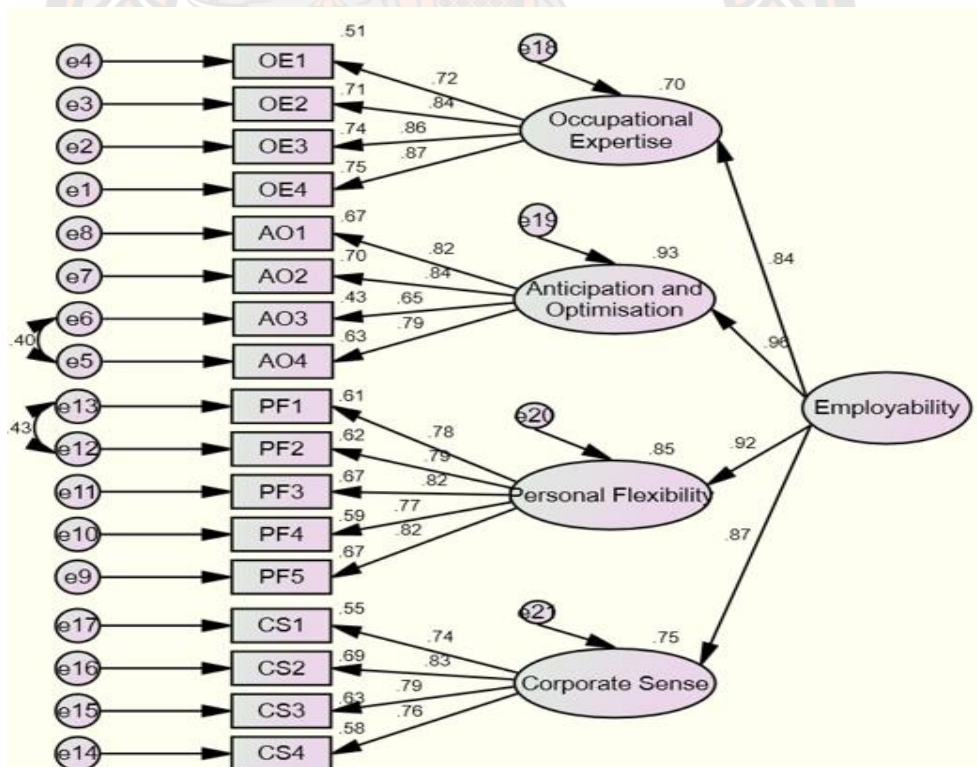 .51
e4
OE1
e18
.72
.70
e3
.71
OE2
.84
Occupational
Expertise
e2
.74
OE3
.86
e1
.75
OE4
.87
e8
.67
AO1
e19
.82
.93
.84
e7
.70
AO2
.84
Anticipation and
Optimisation
e6
.43
AO3
.65
.96
.40
e5
.63
AO4
.79
e13
.61
PF1
e20
Employability
.43
.78
.85
.92
e12
.62
PF2
.79
e11
.67
PF3
.82
Personal Flexibility
e10
.59
PF4
.77
.87
e9
.67
PF5
.82
e17
.55
CS1
e21
.74
.75
e16
.69
CS2
.83
Corporate Sense
e15
.63
CS3
.79
e14
.58
CS4
.76